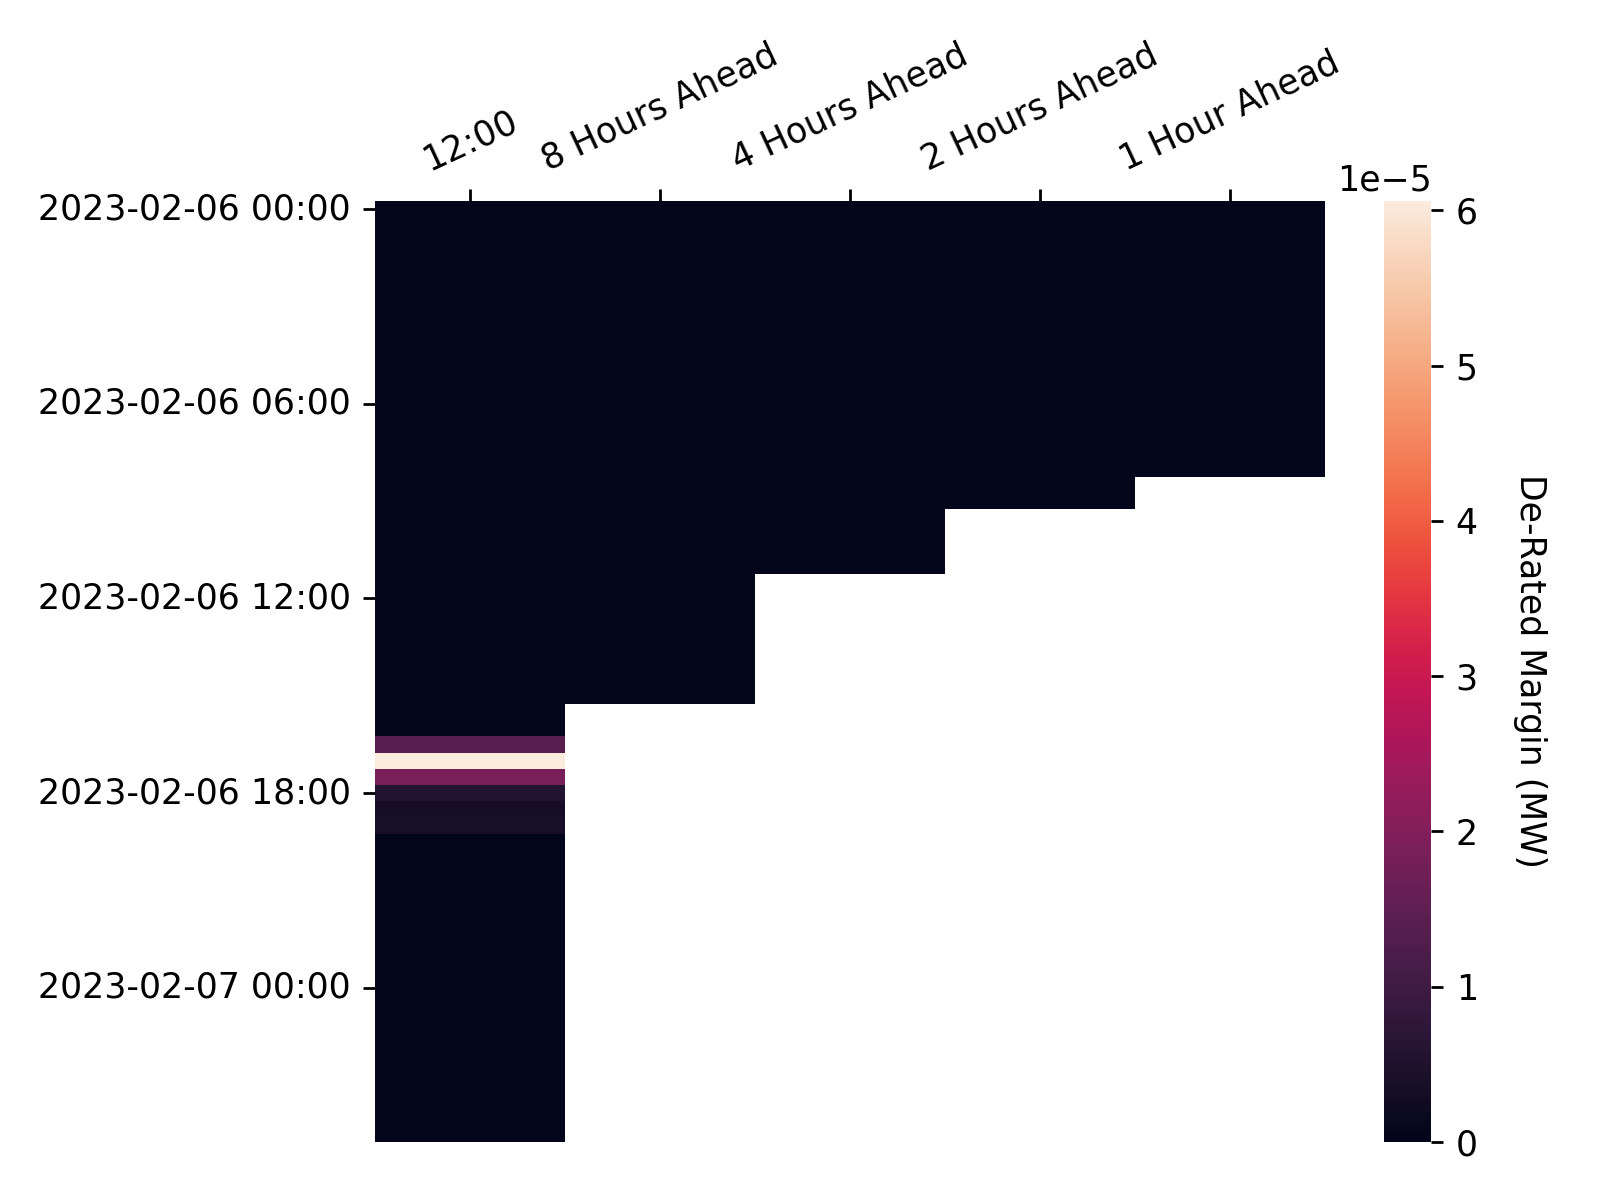 12:00
8 Hours Ahead
4 Hours Ahead
2 Hours Ahead
1 Hour Ahead
1e−5
2023-02-06 00:00
2023-02-06 06:00
2023-02-06 12:00
2023-02-06 18:00
2023-02-07 00:00
6
5
4
3
2
1
0
De-Rated Margin (MW)